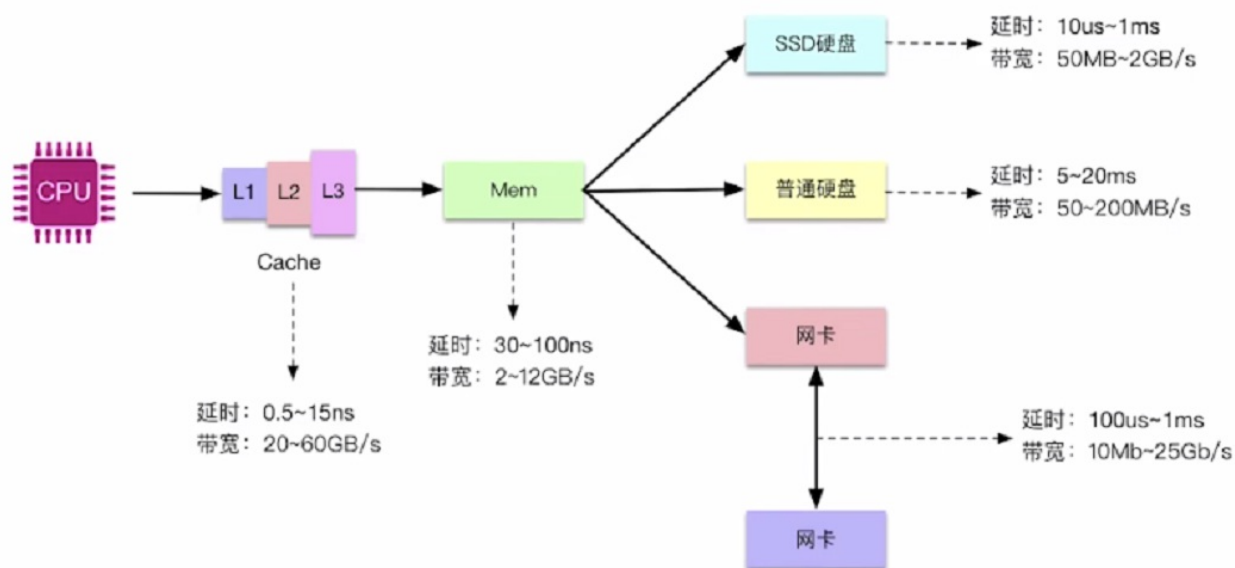 SSD硬盘
延时：10us~1ms
带宽：50MB~2GB/s
CPU
L1
L2
L3
Cache
Mem
普通硬盘
延时：5~20ms
带宽：50~200MB/s
延时：30~100ns
带宽：2~12GB/s
延时：0.5~15ns
带宽：20~60GB/s
网卡
延时：100us~1ms
带宽：10Mb~25Gb/s
网卡